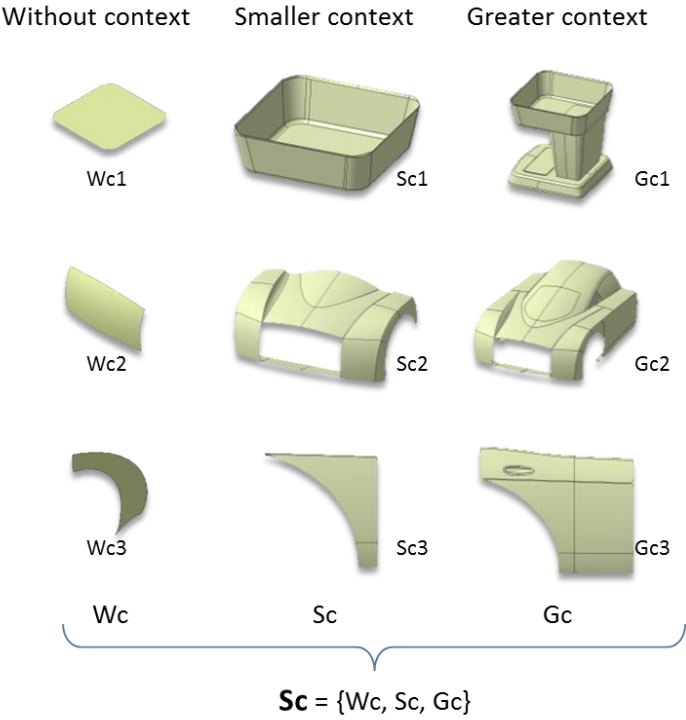 Without context Smaller context Greater context
Wc1 Sc1 Gc1
Wc2 Sc2 Gc2
Wc3 Sc3 Gc3
Wc Sc Gc
Sc = {Wc, Sc, Gc}